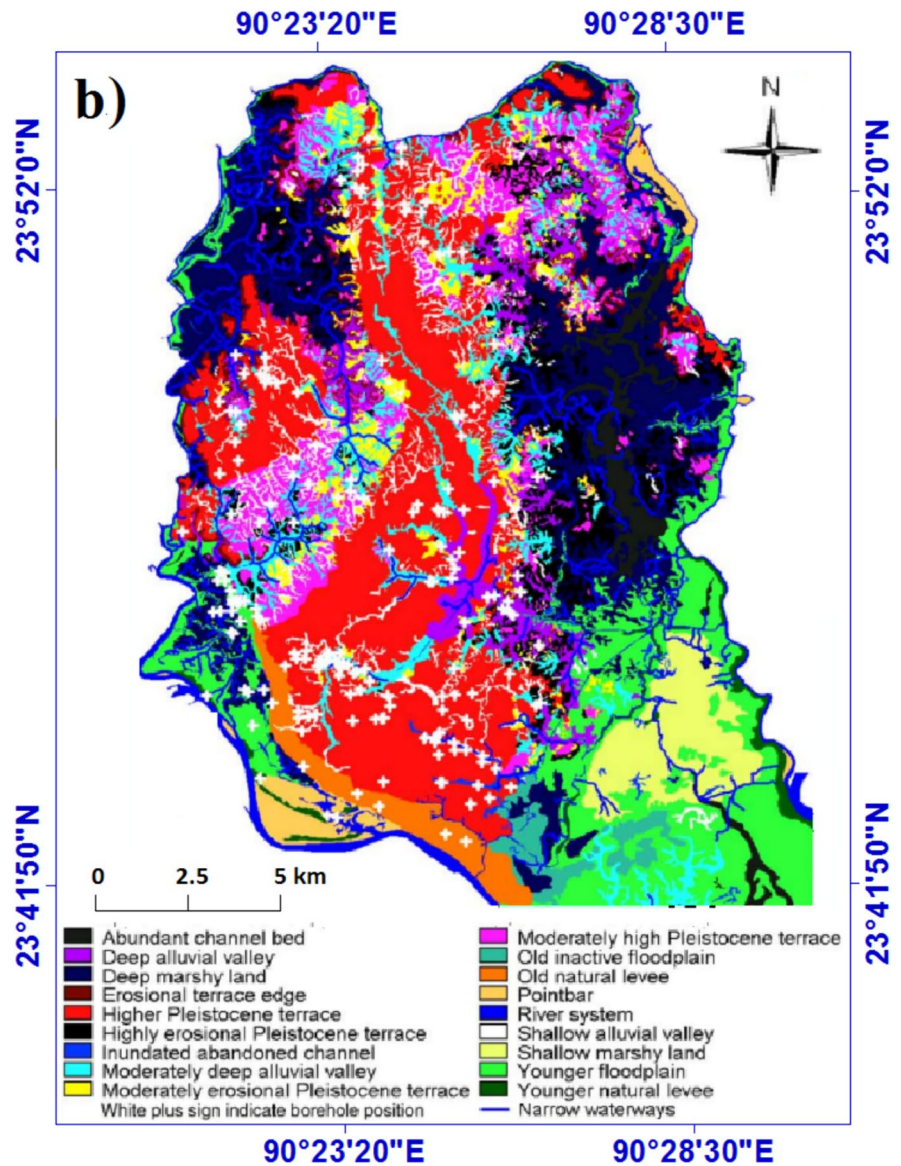 90°23'20"E 90°28'30"E
b)
N
23°52'0"N 23°52'0"N
23°41'50"N 23°41'50"N
0 2.5 5 km
Abundant channel bed
Deep alluvial valley
Deep marshy land
Erosional terrace edge
Higher Pleistocene terrace
Highly erosional Pleistocene terrace
Inundated abandoned channel
Moderately deep alluvial valley
Moderately erosional Pleistocene terrace
White plus sign indicate borehole position
Moderately high Pleistocene terrace
Old inactive floodplain
Old natural levee
Pointbar
River system
Shallow alluvial valley
Shallow marshy land
Younger floodplain
Younger natural levee
Narrow waterways
90°23'20"E 90°28'30"E